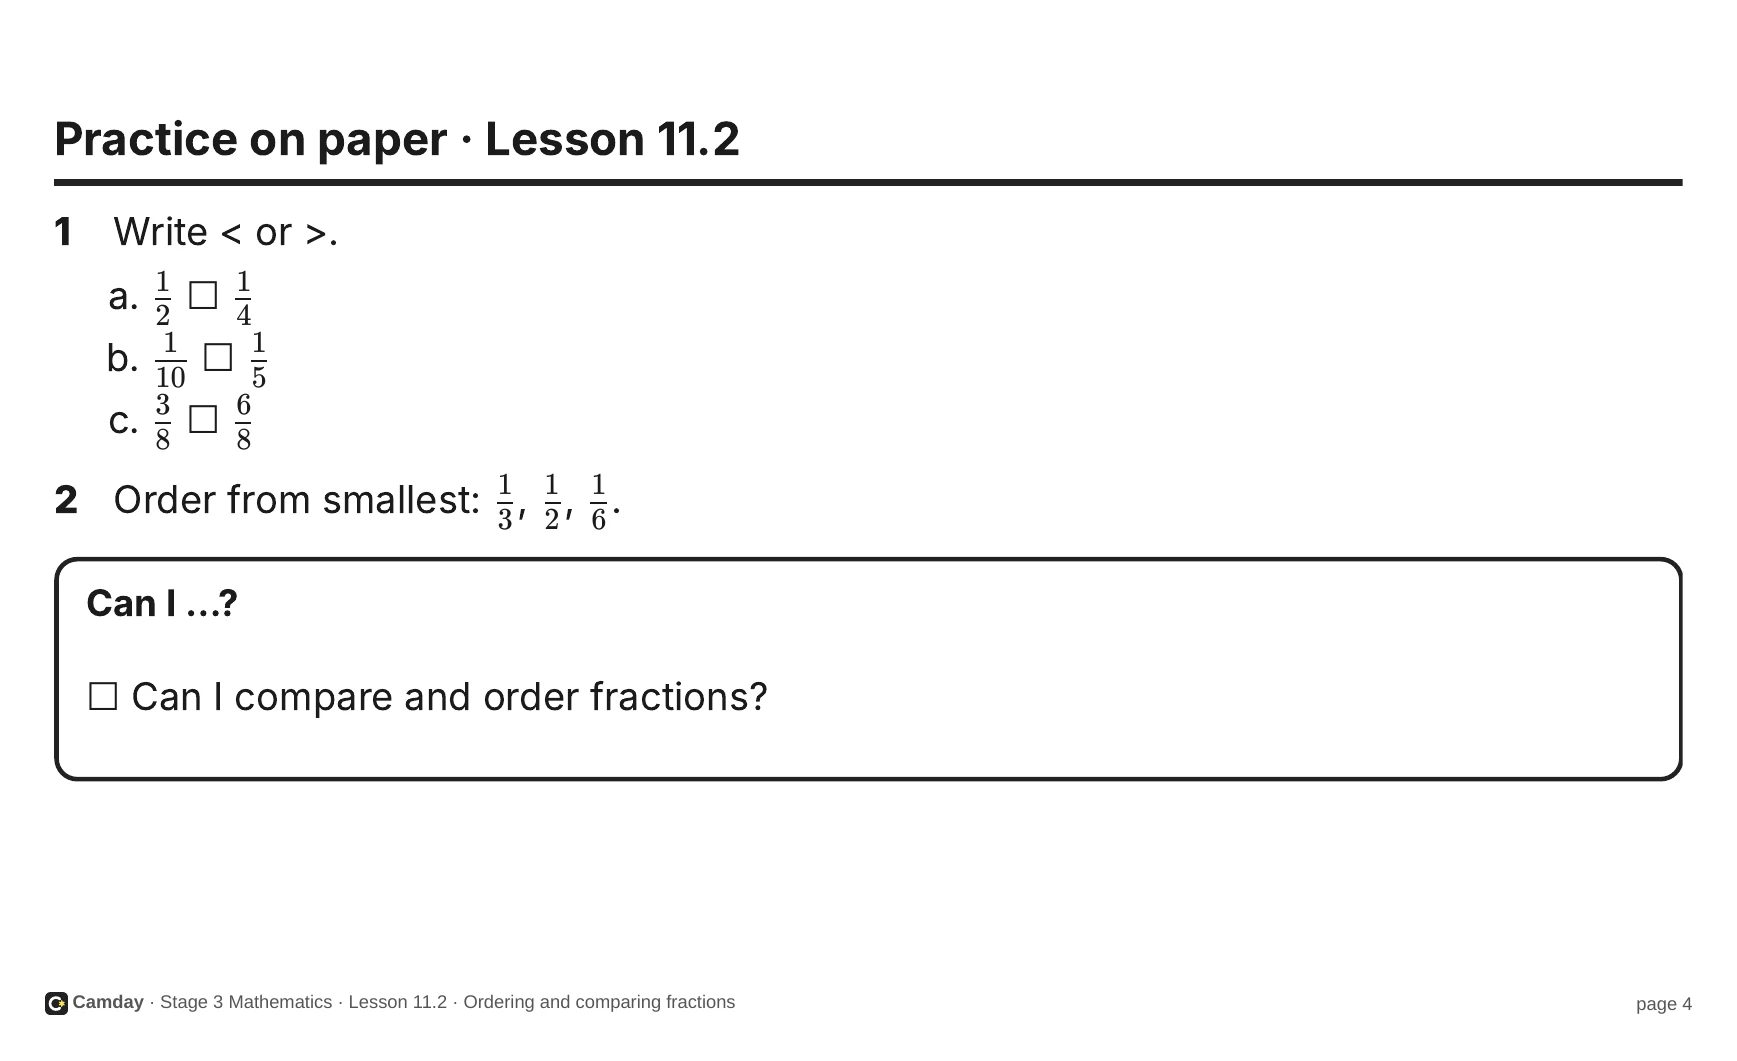 Practice on paper · Lesson 11.2
1 Write < or >.
a. 1/2 ☐ 1/4
b. 1/10 ☐ 1/5
c. 3/8 ☐ 6/8
2 Order from smallest: 1/3, 1/2, 1/6.
Can I ...?
☐ Can I compare and order fractions?
Camday · Stage 3 Mathematics · Lesson 11.2 · Ordering and comparing fractions
page 4